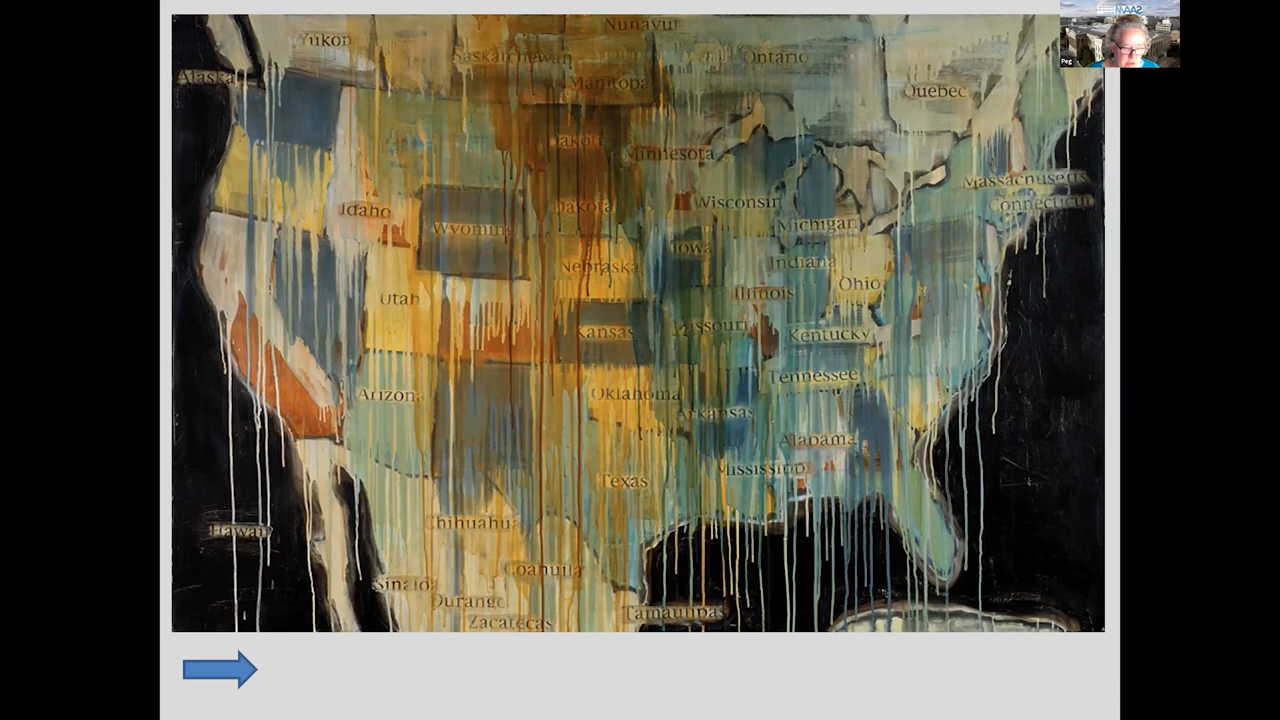 Nunavut
Yukon
Saskatchewan
Ontario
Alaska
Manitoba
Quebec
Dakota
Minnesota
Massachusetts
Connecticut
Idaho
Dakota
Wisconsin
Wyoming
Michigan
Iowa
Nebraska
Indiana
Utah
Illinois
Ohio
Kansas
Missouri
Kentucky
Tennessee
Arizona
Oklahoma
Arkansas
Alabama
Mississippi
Texas
Chihuahua
Hawaii
Coahuila
Sinaloa
Durango
Tamaulipas
Zacatecas
SAAM
Peg